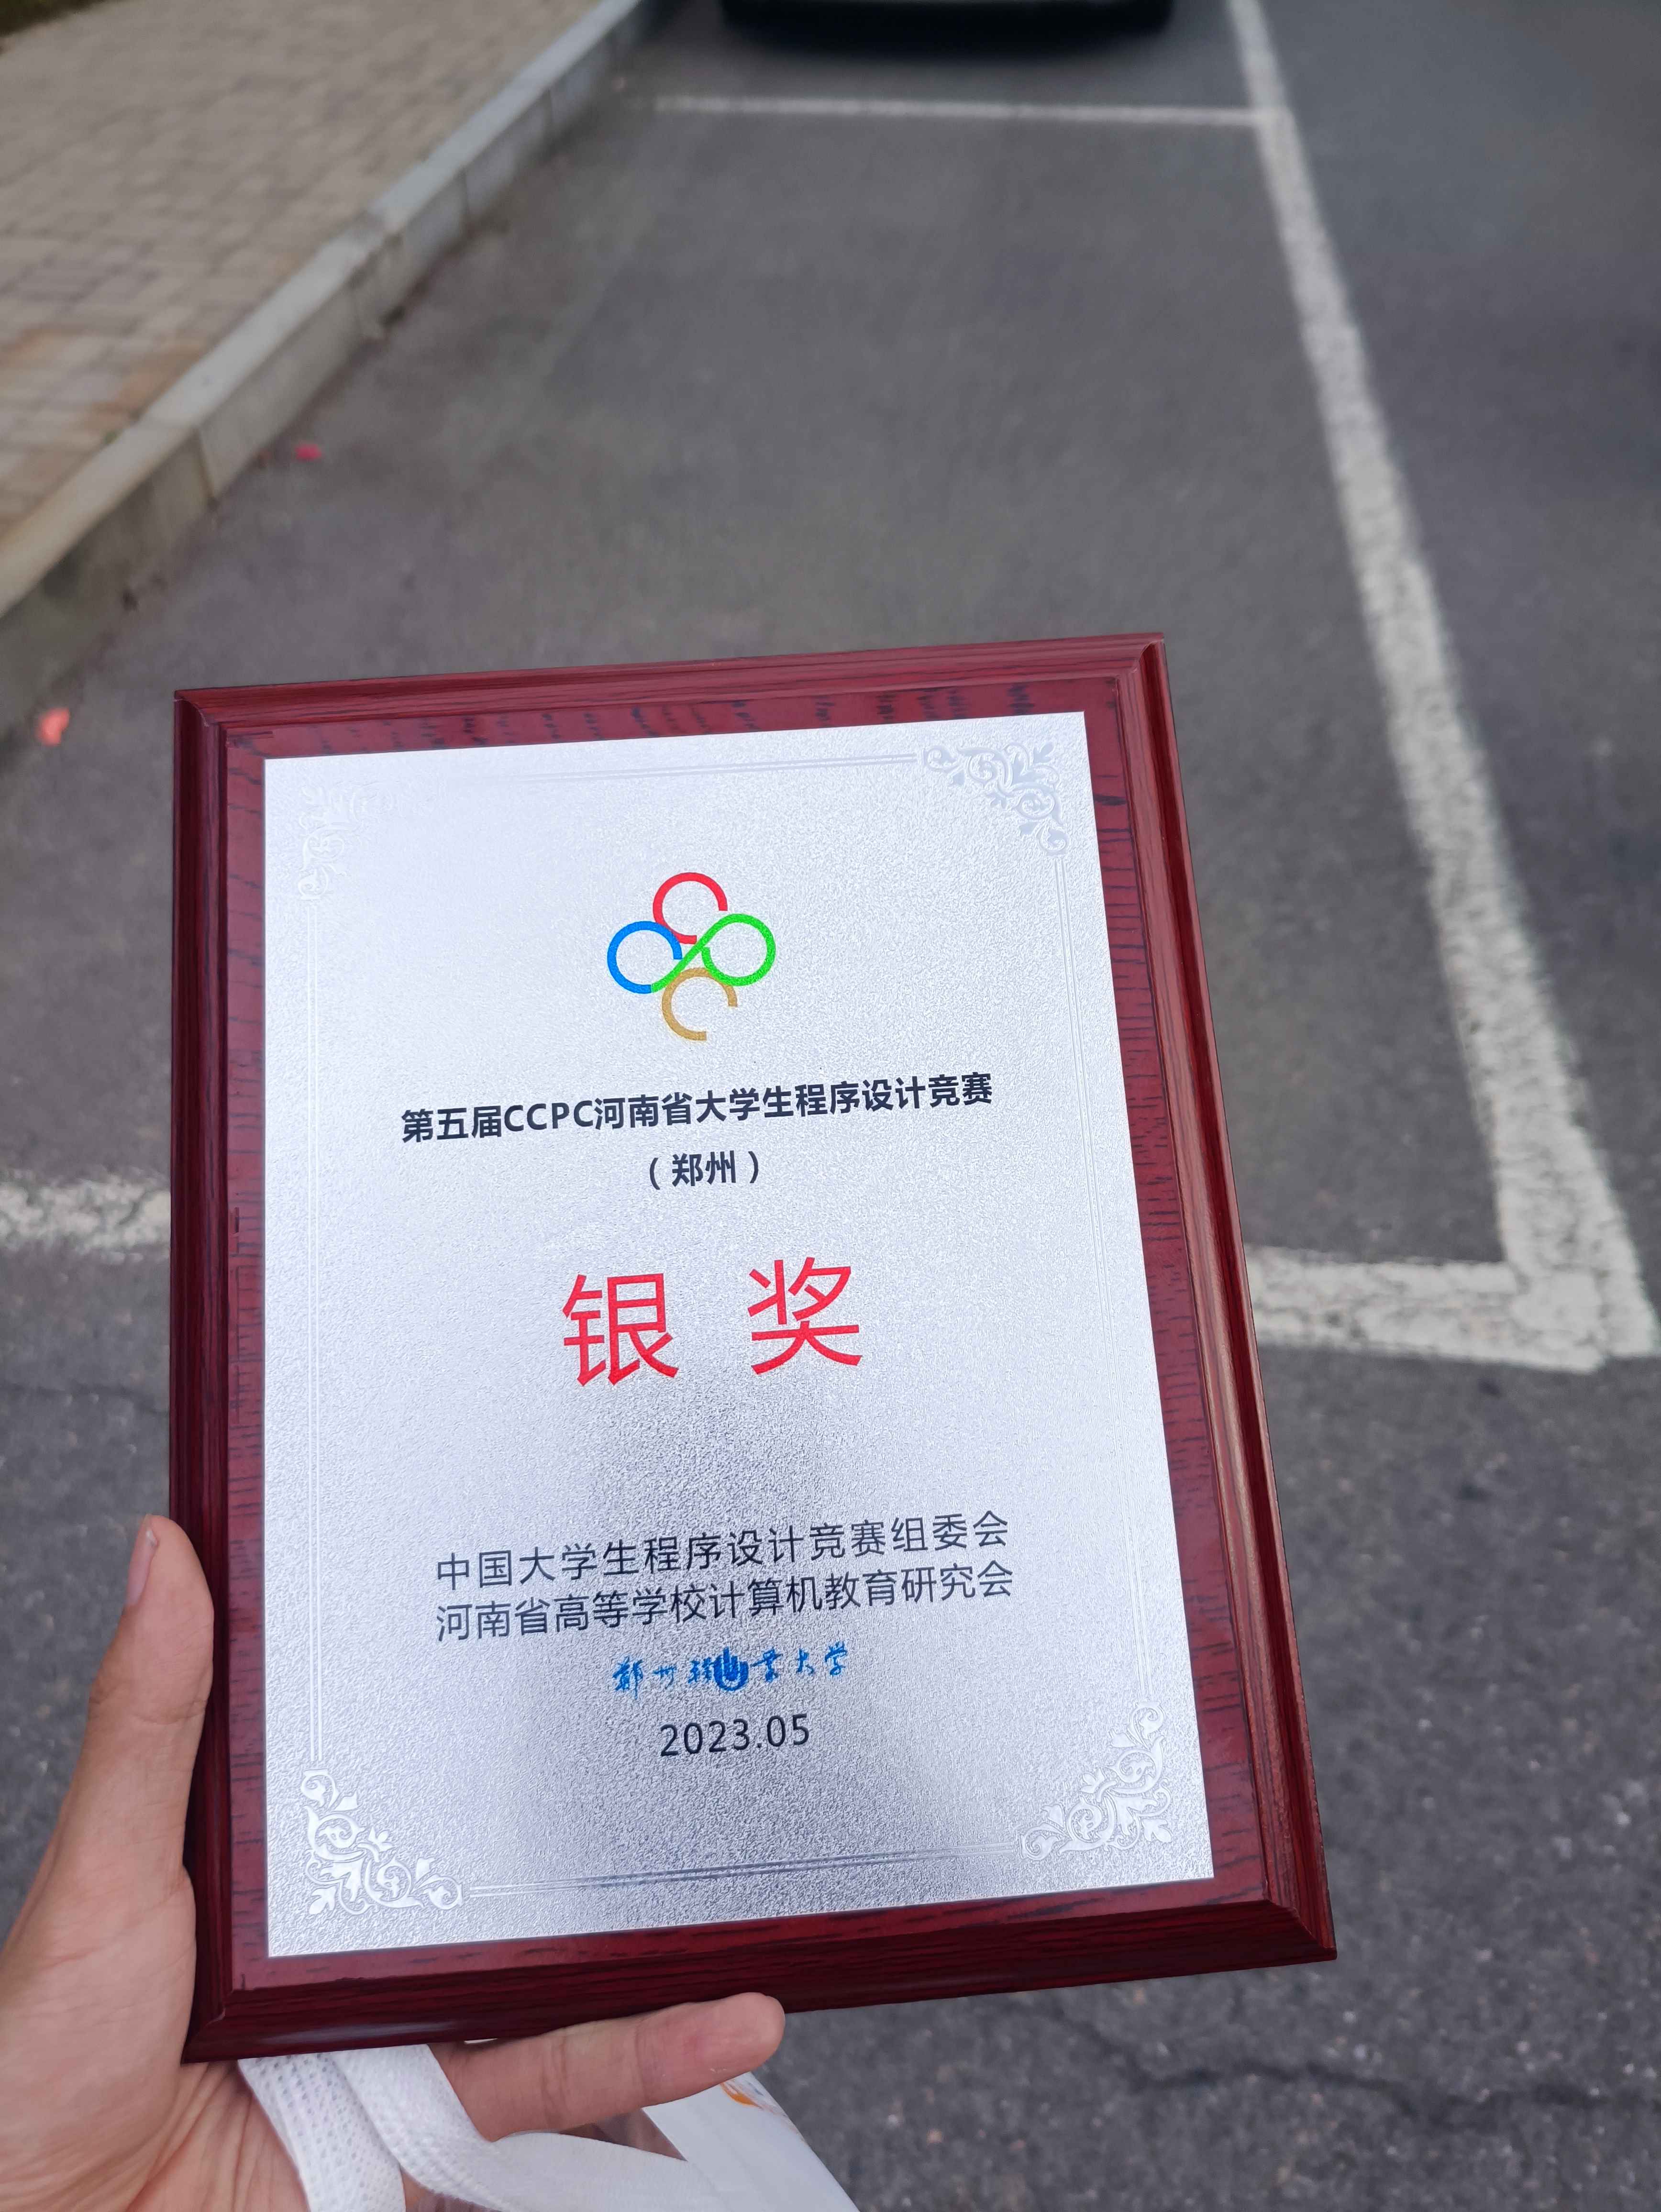 第五届CCPC河南省大学生程序设计竞赛
（郑州）
银奖
中国大学生程序设计竞赛组委会
河南省高等学校计算机教育研究会
郑州轻工业大学
2023.05